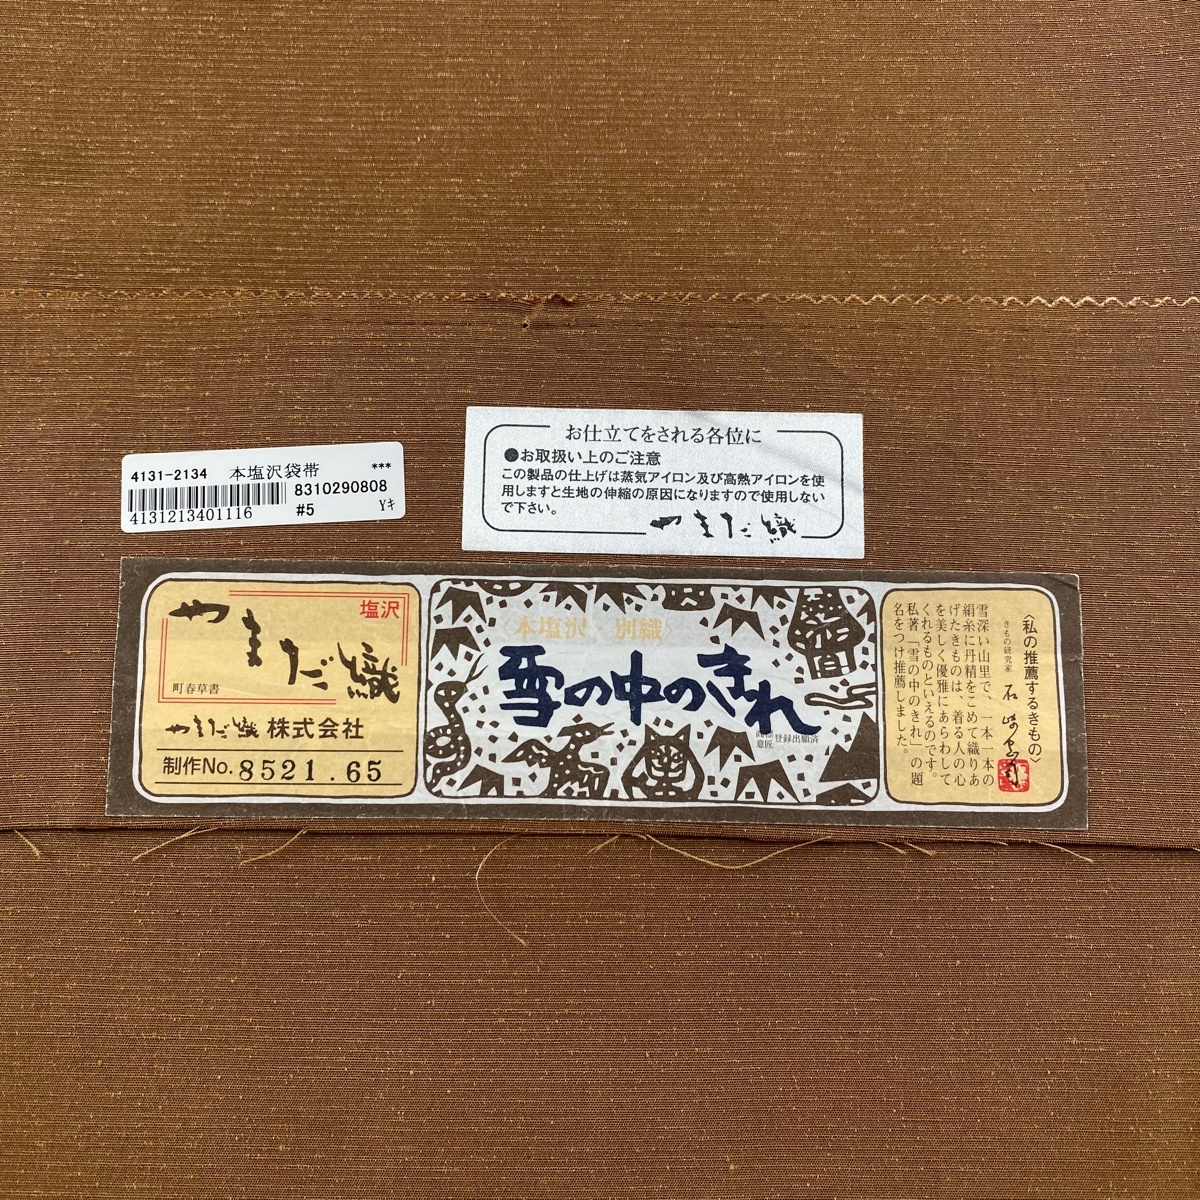 4131-2134 本塩沢袋帯 ***
8310290808
4131213401116 #5 Yキ
お仕立てをされる各位に
●お取扱い上のご注意
この製品の仕上げは蒸気アイロン及び高熱アイロンを使
用しますと生地の伸縮の原因になりますので使用しない
で下さい。
やまだ織
塩沢
やまだ織
町春草書
やまだ織株式会社
制作No.8521.65
〈本塩沢・別織〉
雪の中のきれ
意匠登録出願済
〈私の推薦するきもの〉
きもの研究家
雪深い山里で、一本一本の
絹糸に丹精をこめて織りあ
げたきものは、着る人の心
を美しく優雅にあらわして
くれるものといえるのです。
私著「雪の中のきれ」の題
名をつけ推薦しました。